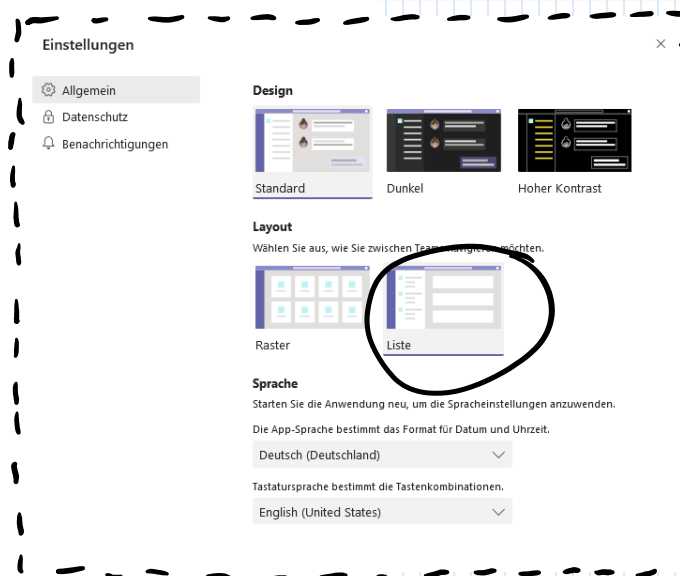 Einstellungen
Allgemein
Datenschutz
Benachrichtigungen
Design
Standard
Dunkel
Hoher Kontrast
Layout
Wählen Sie aus, wie Sie zwischen Teams navigieren möchten.
Raster
Liste
Sprache
Starten Sie die Anwendung neu, um die Spracheinstellungen anzuwenden.
Die App-Sprache bestimmt das Format für Datum und Uhrzeit.
Deutsch (Deutschland)
Tastatursprache bestimmt die Tastenkombinationen.
English (United States)